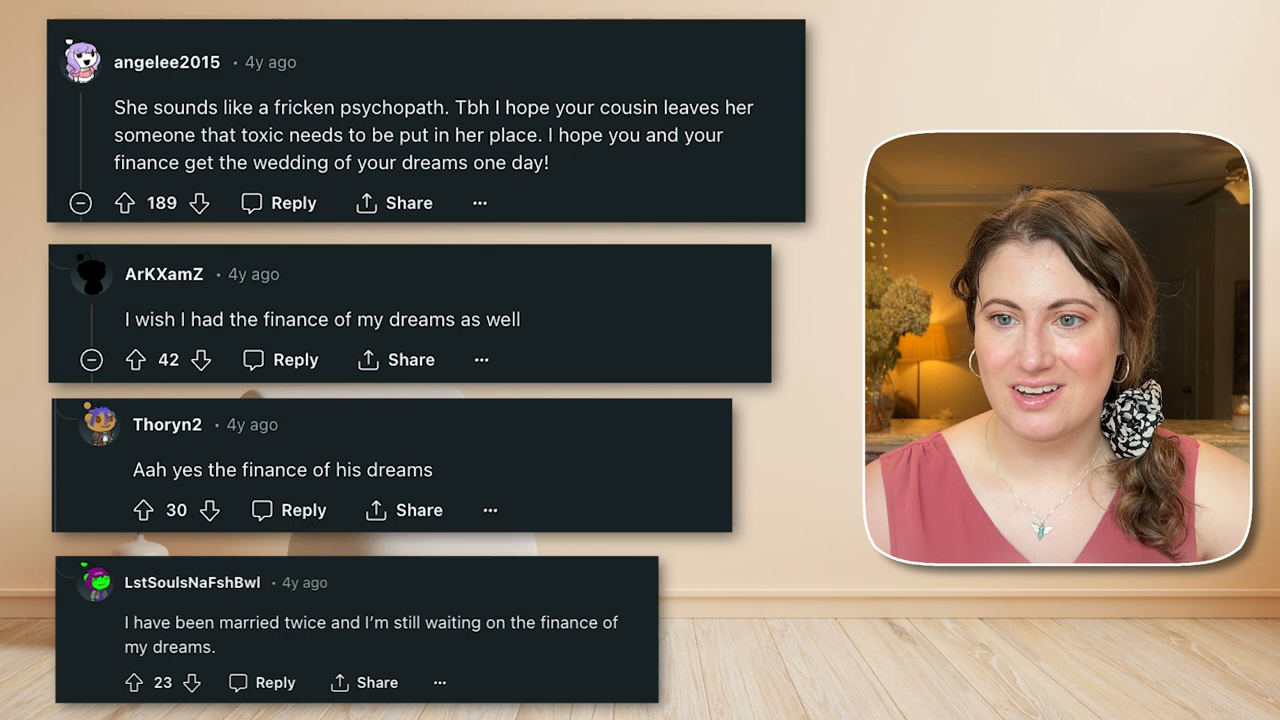 angelee2015 • 4y ago
She sounds like a fricken psychopath. Tbh I hope your cousin leaves her
someone that toxic needs to be put in her place. I hope you and your
finance get the wedding of your dreams one day!
189 Reply Share ...
ArKXamZ • 4y ago
I wish I had the finance of my dreams as well
42 Reply Share ...
Thoryn2 • 4y ago
Aah yes the finance of his dreams
30 Reply Share ...
LstSoulsNaFshBwl • 4y ago
I have been married twice and I’m still waiting on the finance of
my dreams.
23 Reply Share ...